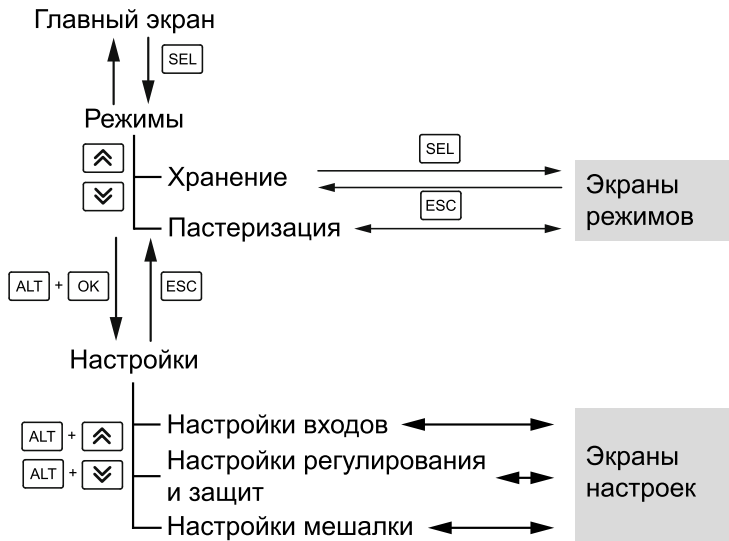 Главный экран
SEL
Режимы
SEL
Хранение
Экраны
режимов
ESC
Пастеризация
ALT + OK
ESC
Настройки
Настройки входов
ALT +
Настройки регулирования
и защит
ALT +
Экраны
настроек
Настройки мешалки